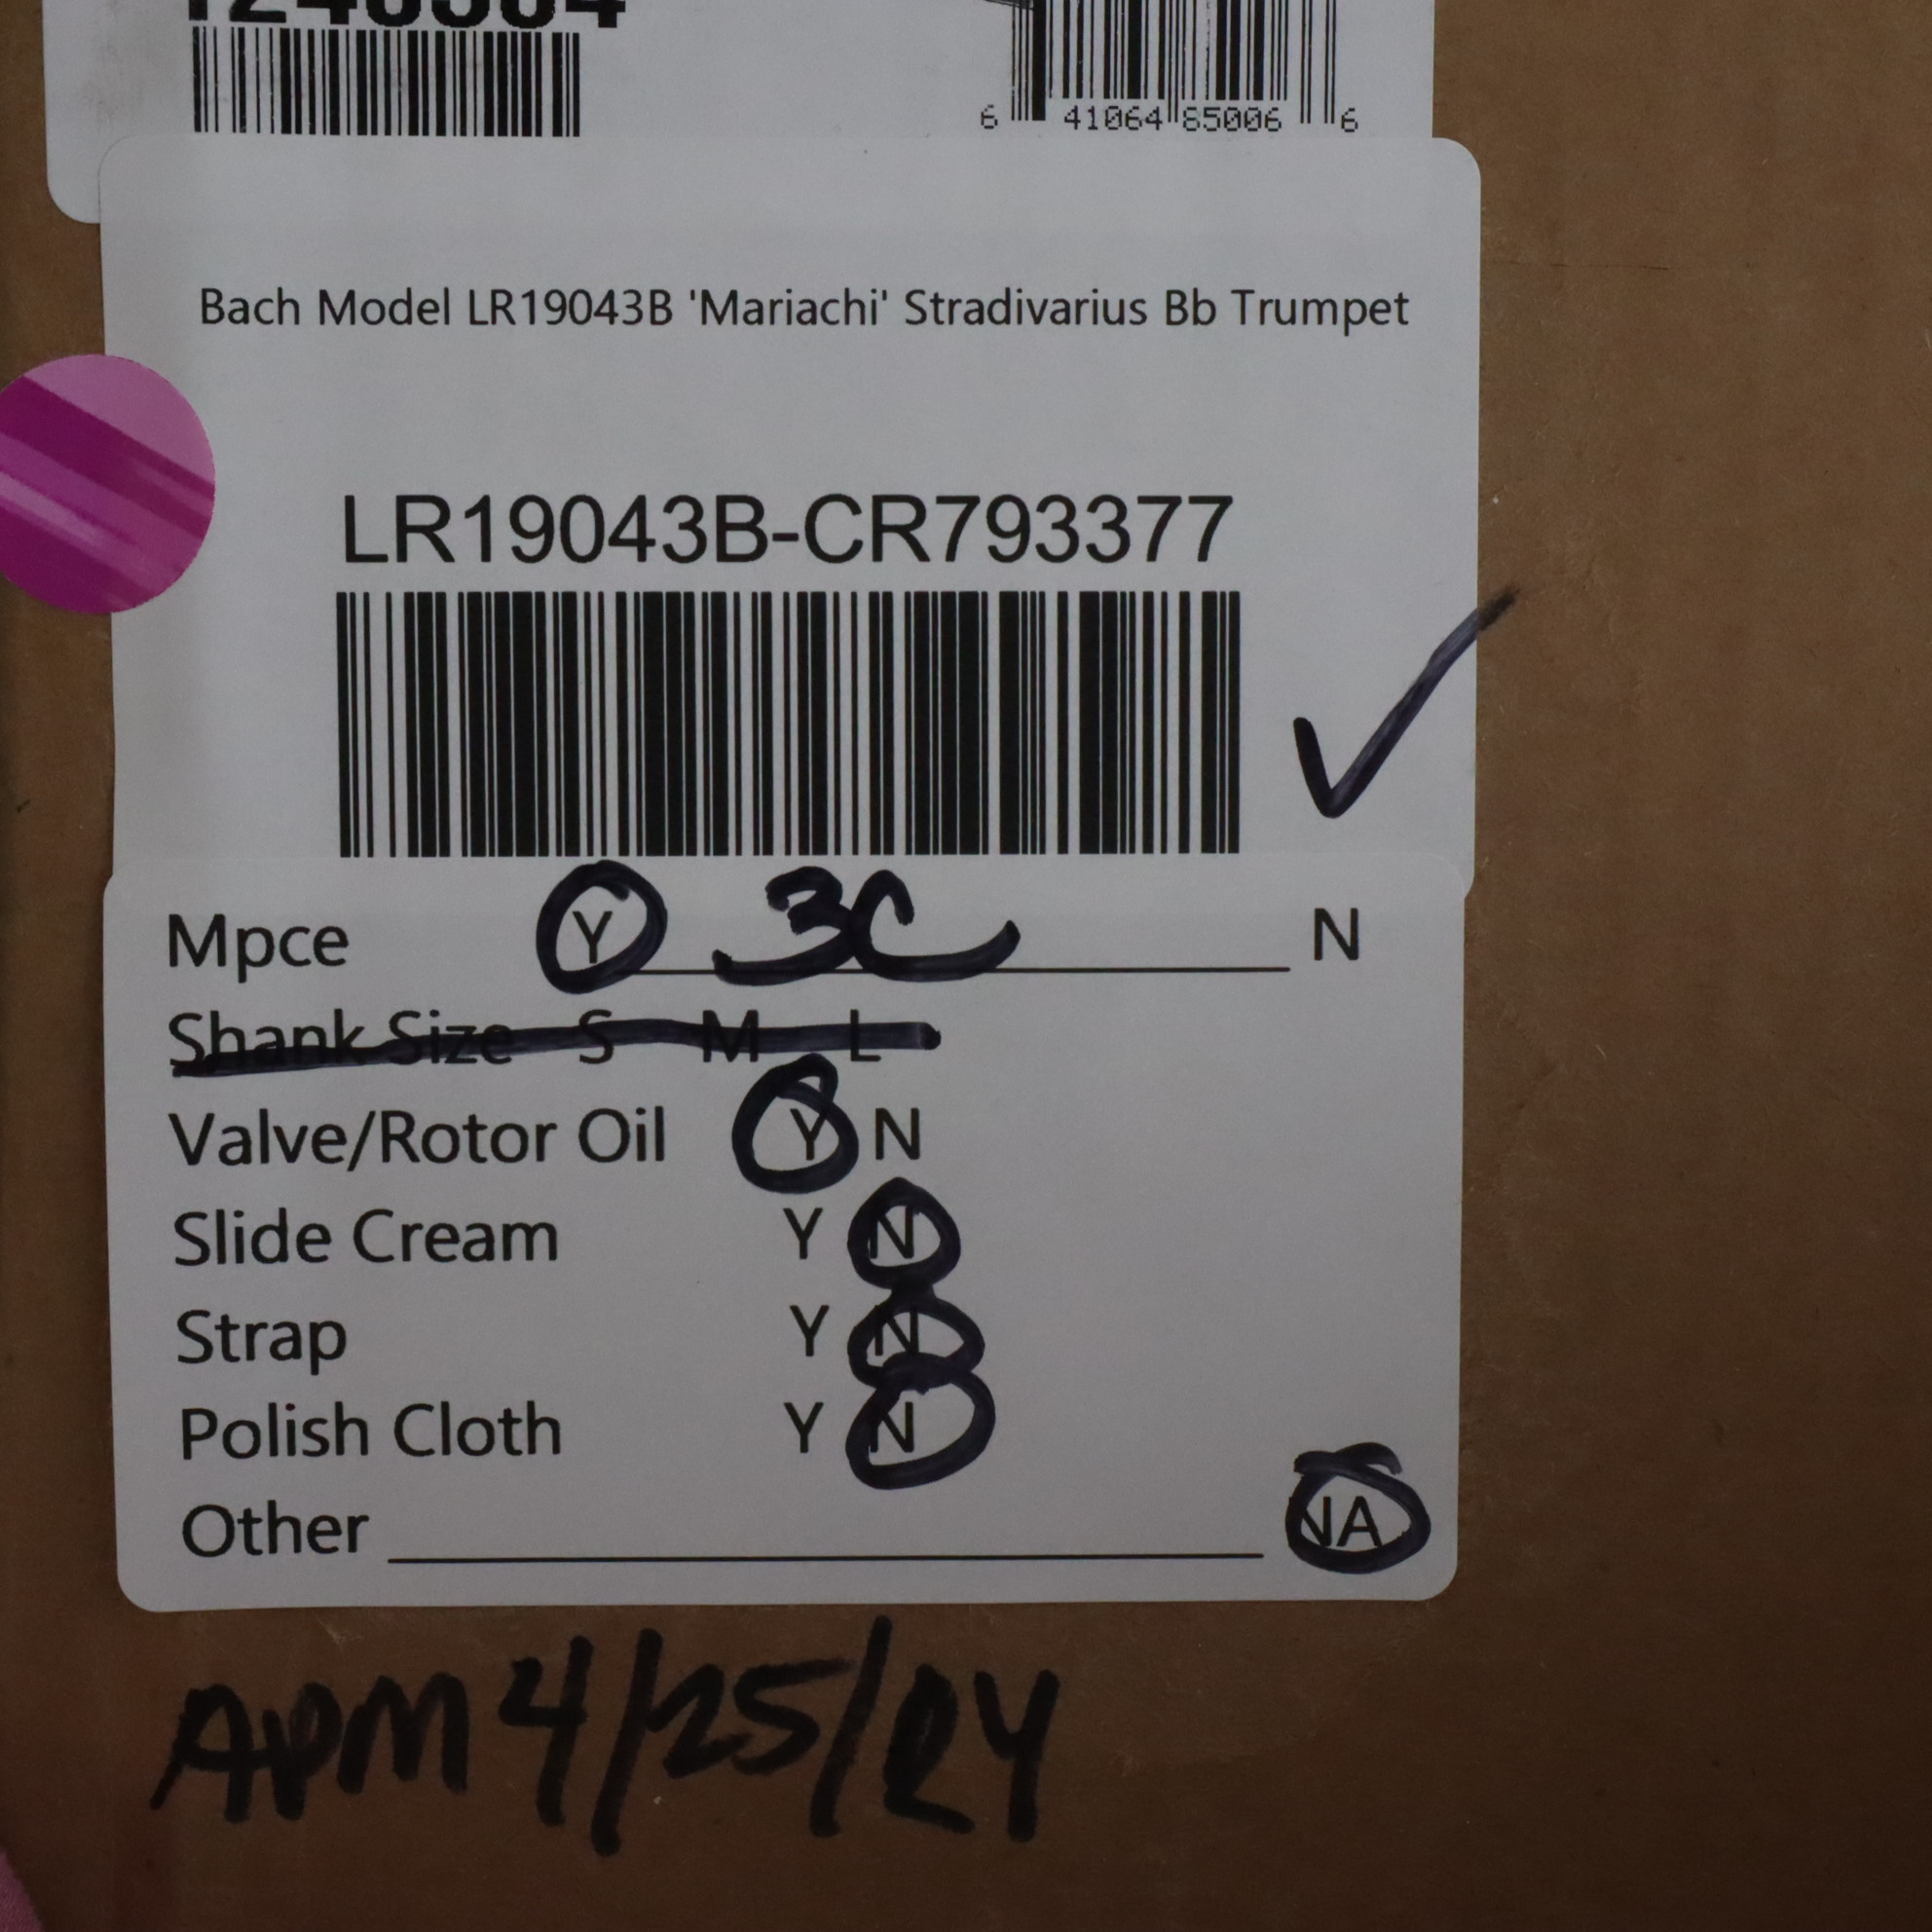 6 41064 85006 6
Bach Model LR19043B 'Mariachi' Stradivarius Bb Trumpet
LR19043B-CR793377
Mpce Y 3C N
Shank Size S M L
Valve/Rotor Oil Y N
Slide Cream Y N
Strap Y N
Polish Cloth Y N
Other NA
APM 4/25/24